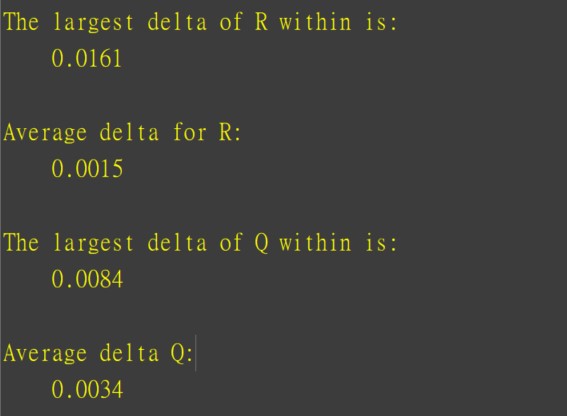 The largest delta of R within is:
0.0161
Average delta for R:
0.0015
The largest delta of Q within is:
0.0084
Average delta Q:
0.0034